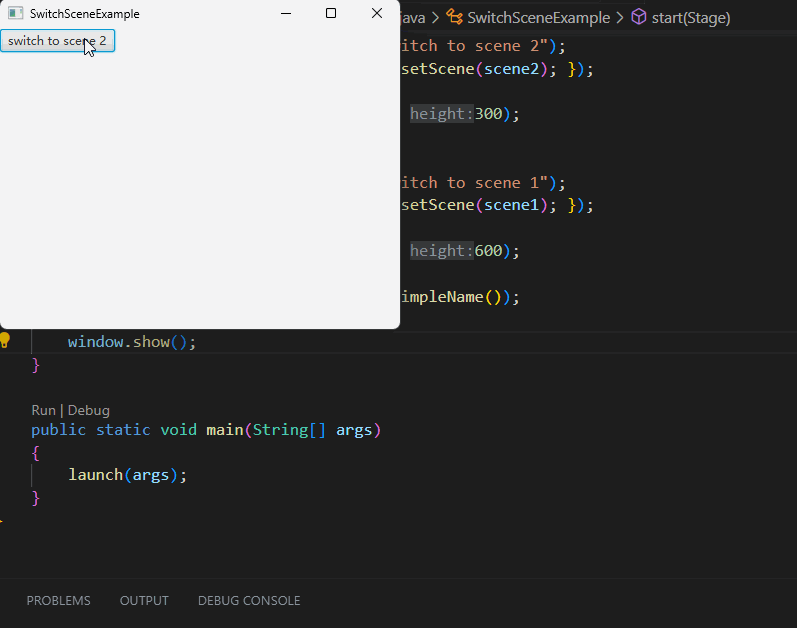 SwitchSceneExample
switch to scene 2
java > SwitchSceneExample > start(Stage)
itch to scene 2");
setScene(scene2); });
height:300);
itch to scene 1");
setScene(scene1); });
height:600);
impleName());
window.show();
}
Run | Debug
public static void main(String[] args)
{
launch(args);
}
PROBLEMS OUTPUT DEBUG CONSOLE